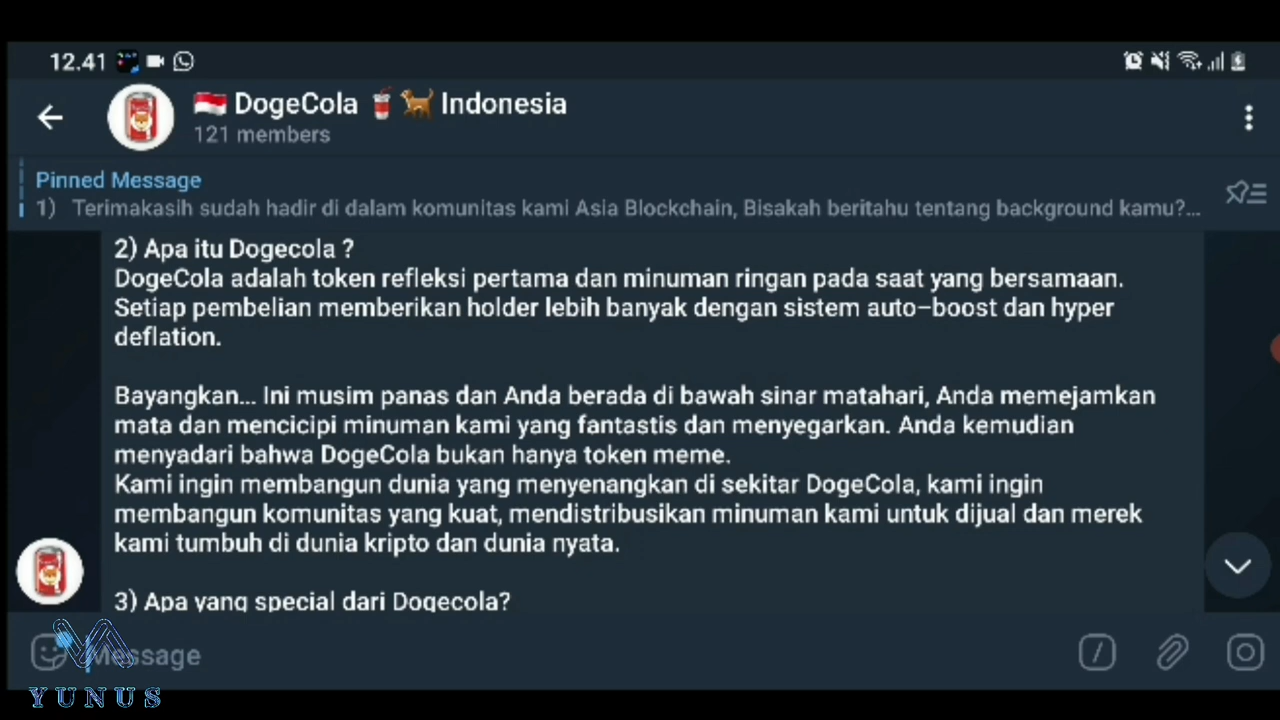 12.41
🇮🇩 DogeCola 🥤🐕 Indonesia
121 members
Pinned Message
1) Terimakasih sudah hadir di dalam komunitas kami Asia Blockchain, Bisakah beritahu tentang background kamu?...
2) Apa itu Dogecola ?
DogeCola adalah token refleksi pertama dan minuman ringan pada saat yang bersamaan.
Setiap pembelian memberikan holder lebih banyak dengan sistem auto-boost dan hyper
deflation.
Bayangkan... Ini musim panas dan Anda berada di bawah sinar matahari, Anda memejamkan
mata dan mencicipi minuman kami yang fantastis dan menyegarkan. Anda kemudian
menyadari bahwa DogeCola bukan hanya token meme.
Kami ingin membangun dunia yang menyenangkan di sekitar DogeCola, kami ingin
membangun komunitas yang kuat, mendistribusikan minuman kami untuk dijual dan merek
kami tumbuh di dunia kripto dan dunia nyata.
3) Apa yang special dari Dogecola?
Message
YUNUS